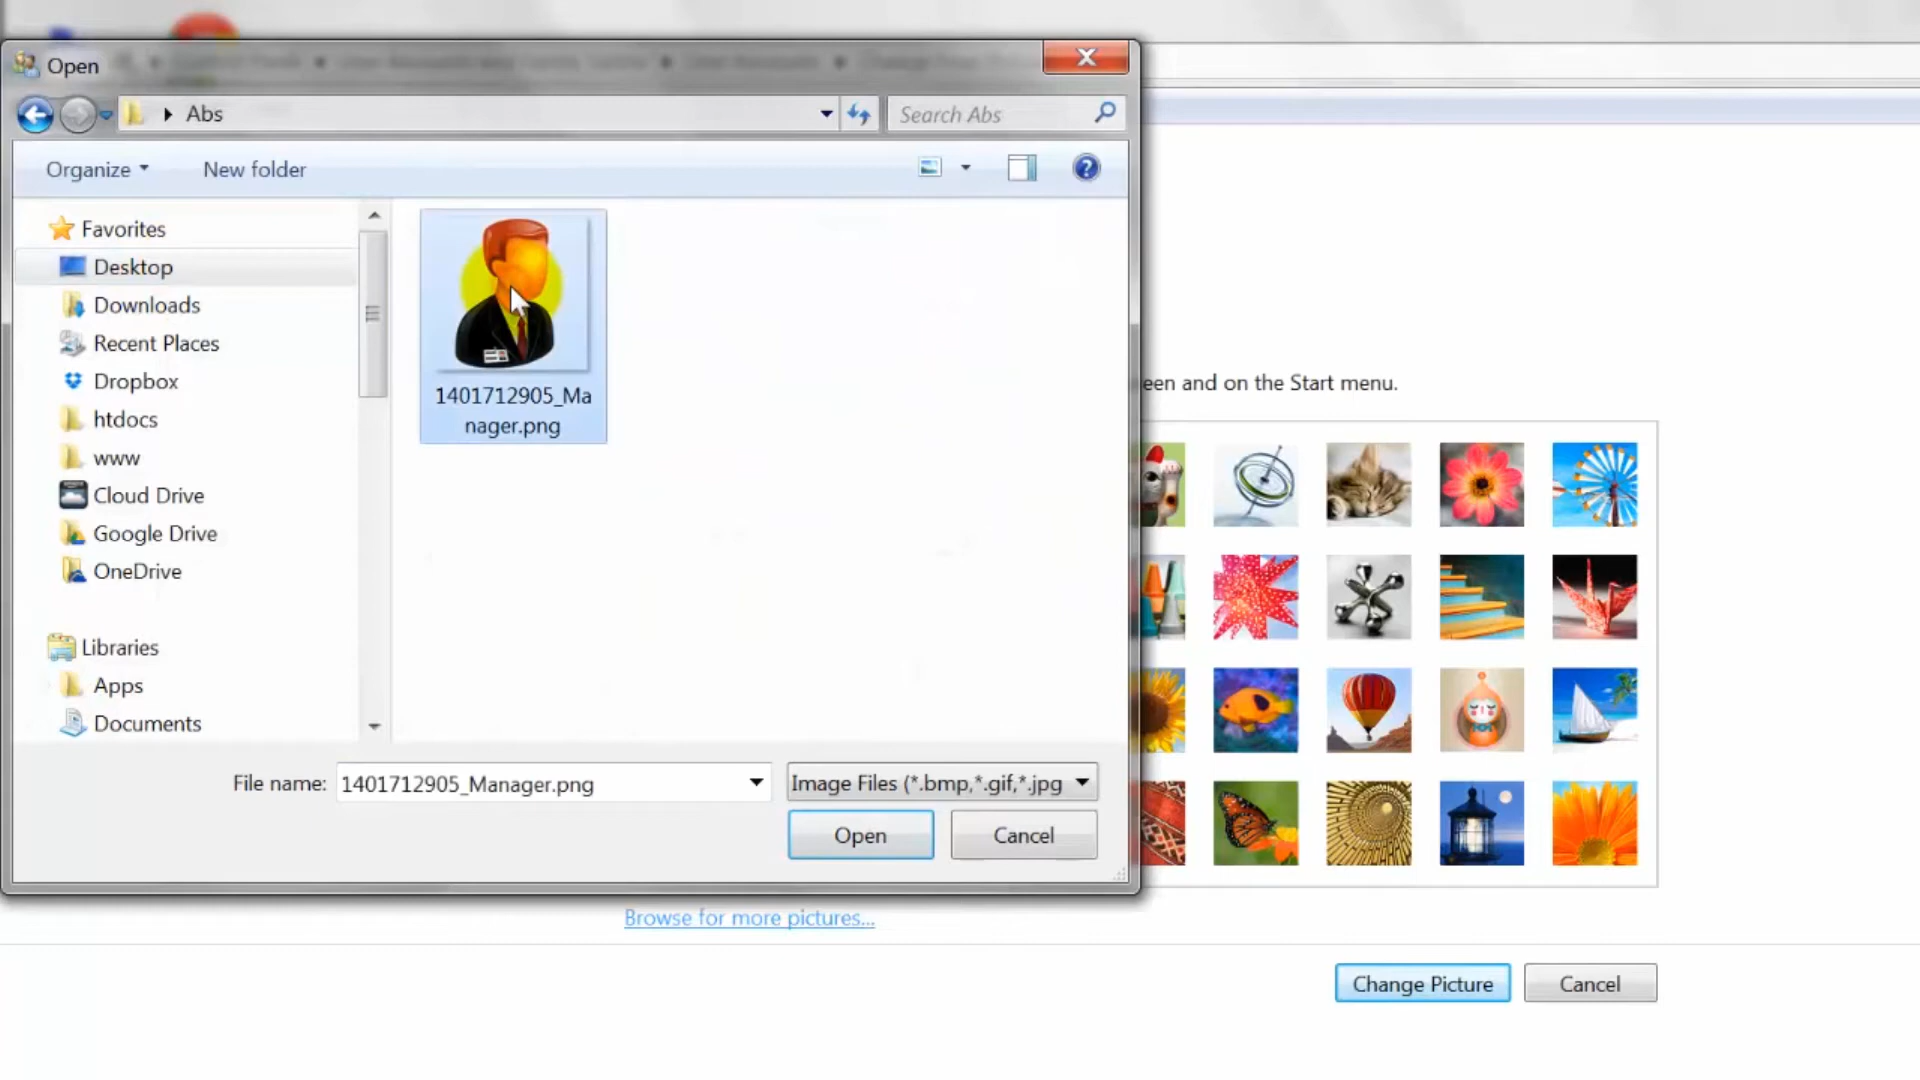 Open
Abs
Search Abs
Organize
New folder
Favorites
Desktop
Downloads
Recent Places
Dropbox
htdocs
www
Cloud Drive
Google Drive
OneDrive
Libraries
Apps
Documents
1401712905_Ma
nager.png
een and on the Start menu.
File name: 1401712905_Manager.png
Image Files (*.bmp,*.gif,*.jpg
Open
Cancel
Browse for more pictures...
Change Picture
Cancel